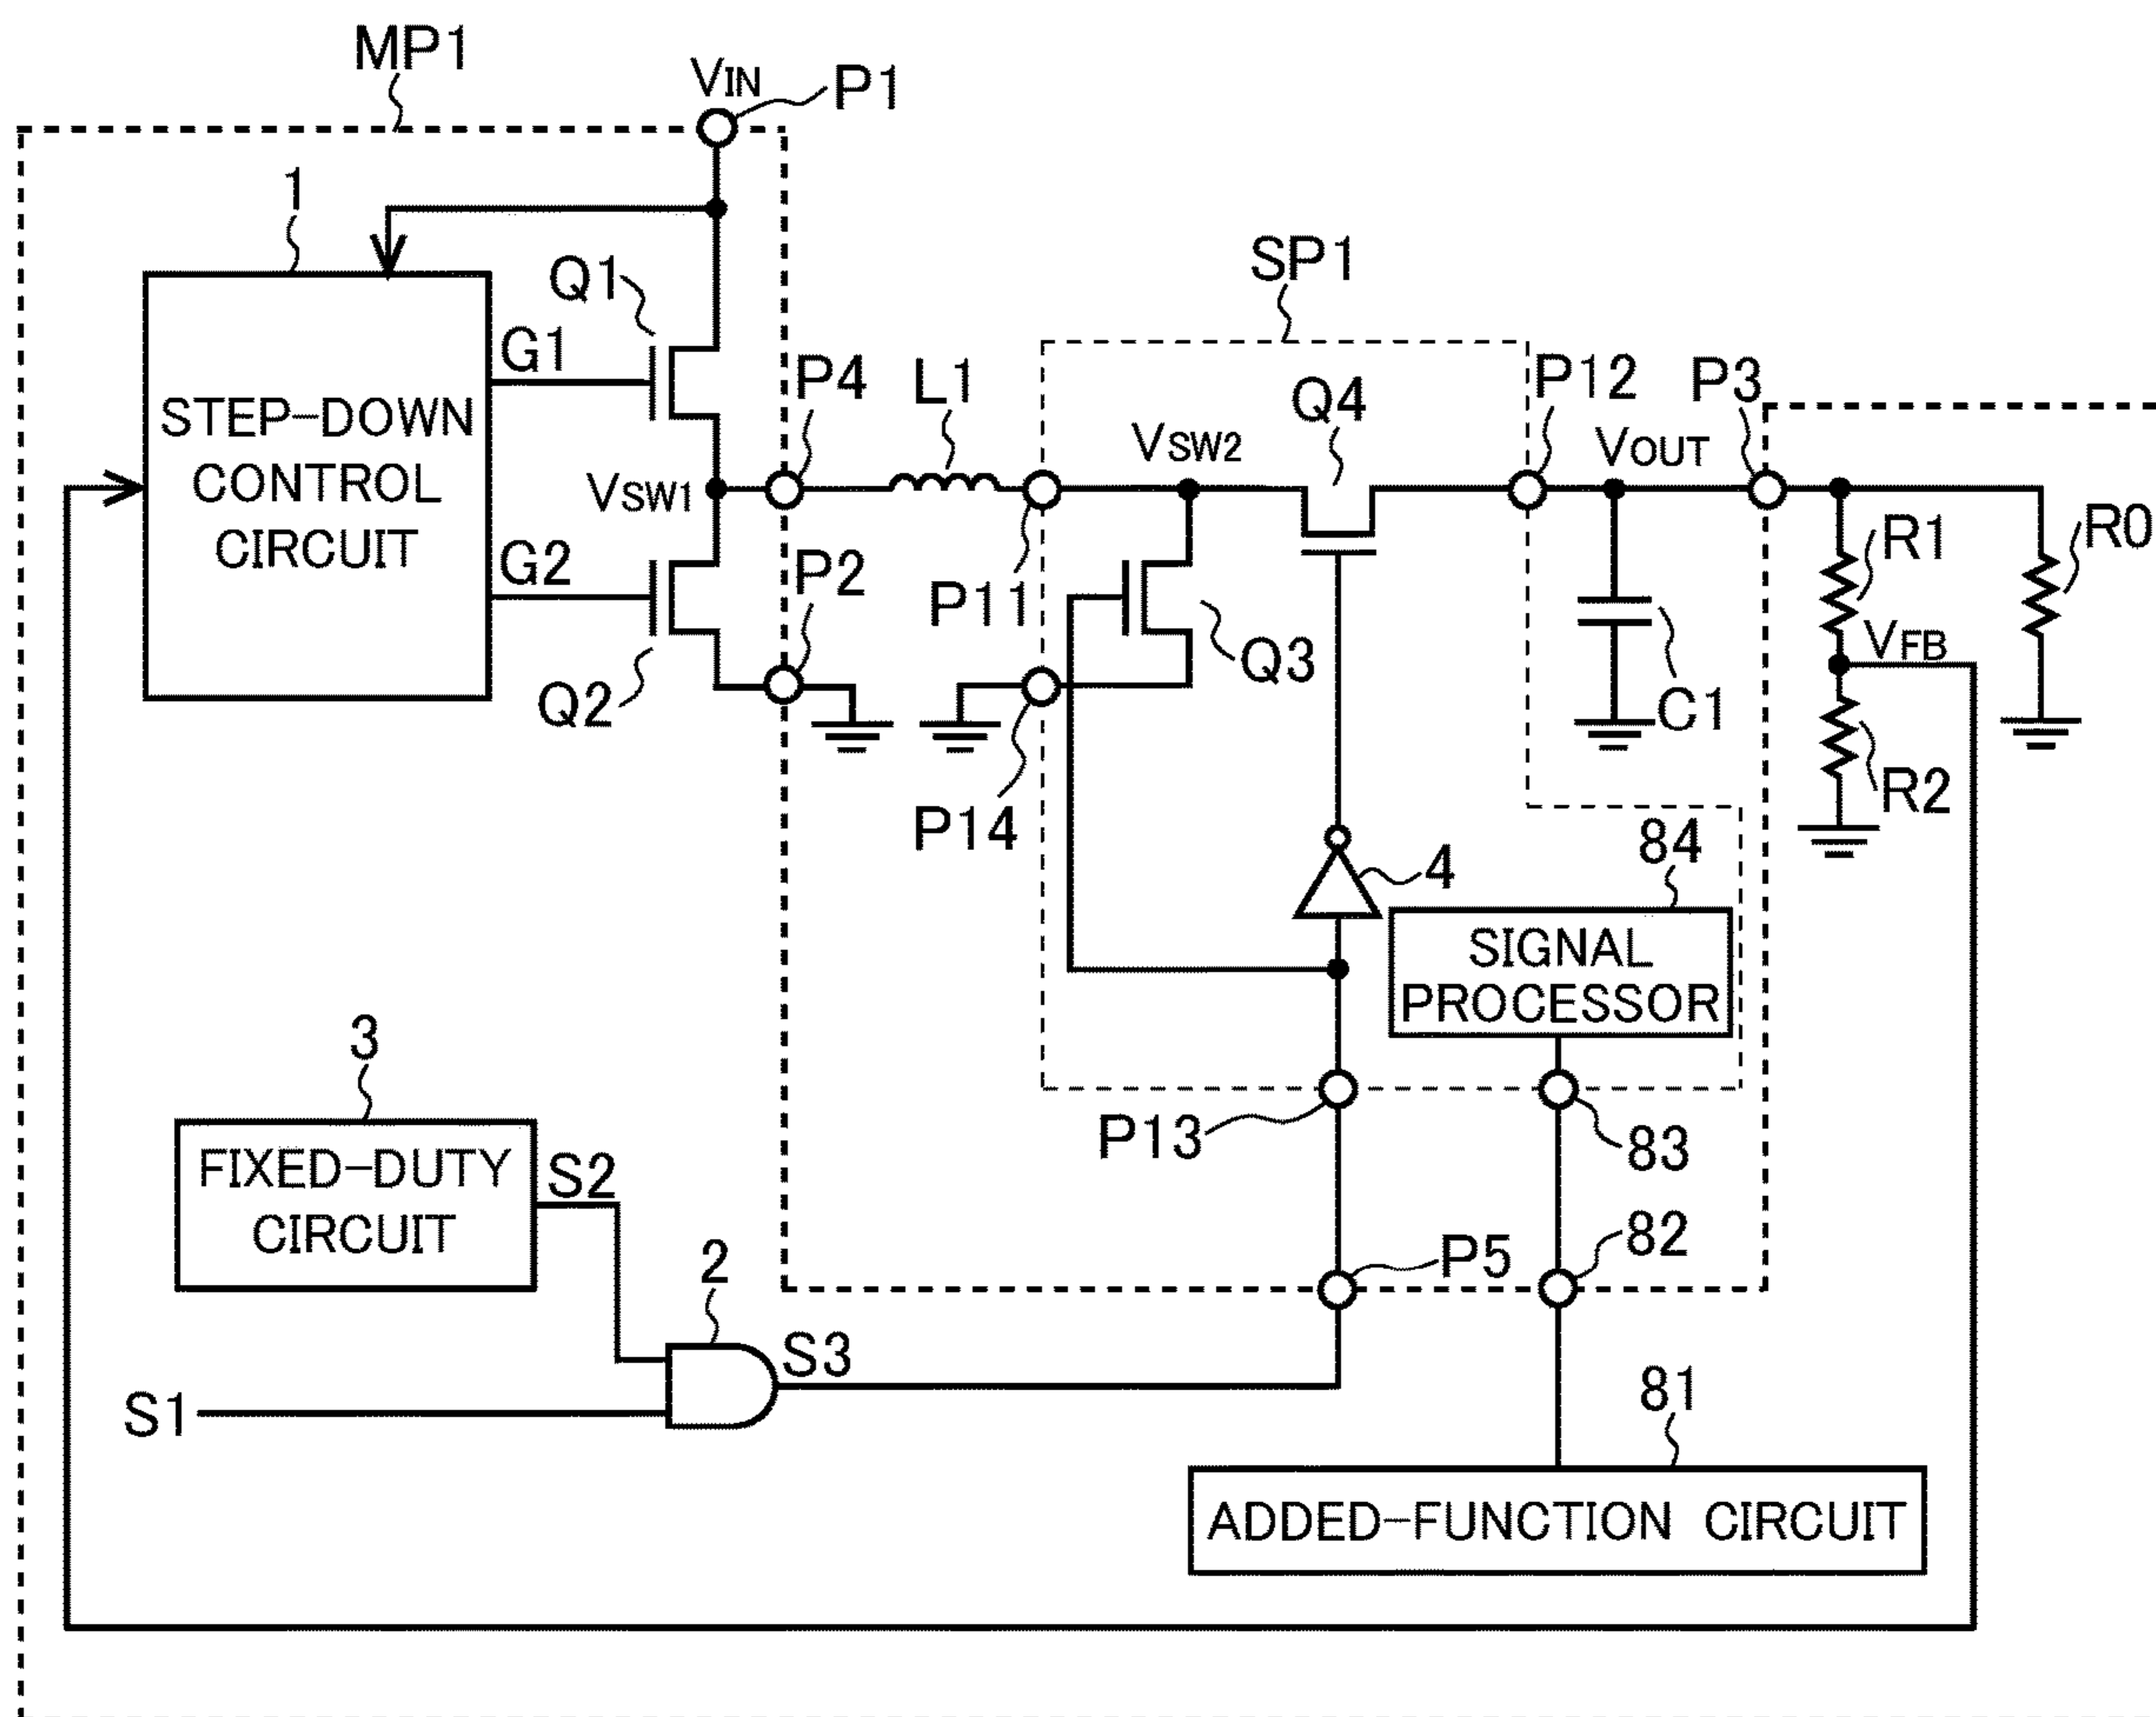 MP1
VIN
P1
1
SP1
Q1
G1
STEP-DOWN
CONTROL
CIRCUIT
P4
L1
Q4
P12
P3
VSW2
VOUT
VSW1
G2
P2
P11
R1
R0
Q2
Q3
VFB
C1
R2
P14
4
84
SIGNAL
PROCESSOR
3
P13
83
FIXED-DUTY
CIRCUIT
S2
82
P5
2
S3
S1
81
ADDED-FUNCTION CIRCUIT